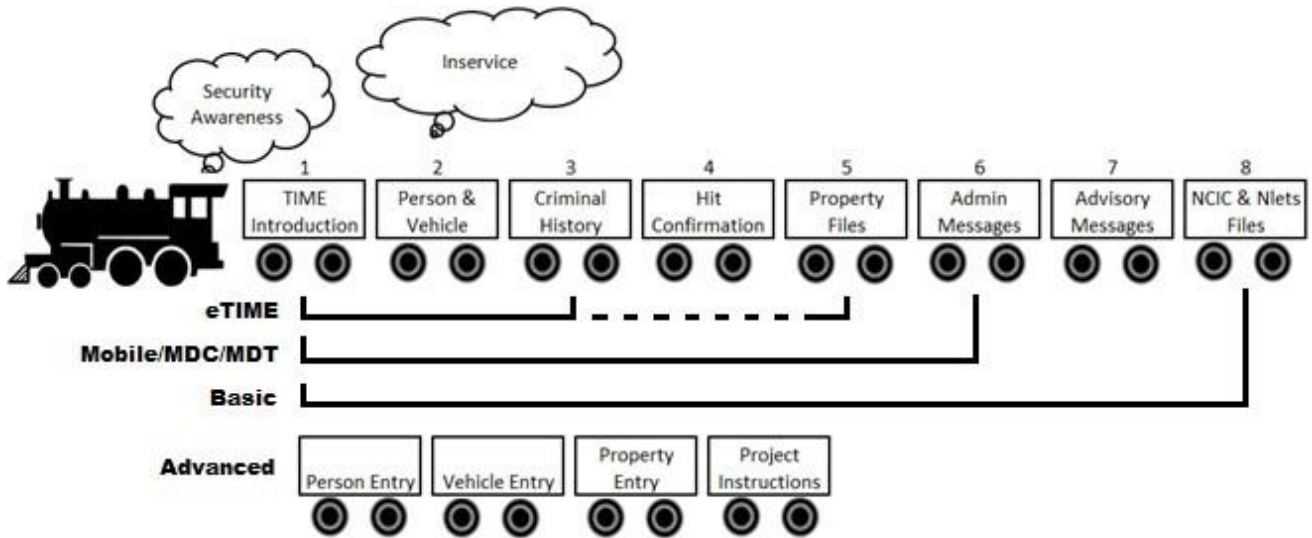 Security
Awareness
Inservice
1 2 3 4 5 6 7 8
TIME
Introduction
Person &
Vehicle
Criminal
History
Hit
Confirmation
Property
Files
Admin
Messages
Advisory
Messages
NCIC & Nlets
Files
eTIME
Mobile/MDC/MDT
Basic
Advanced
Person Entry
Vehicle Entry
Property
Entry
Project
Instructions